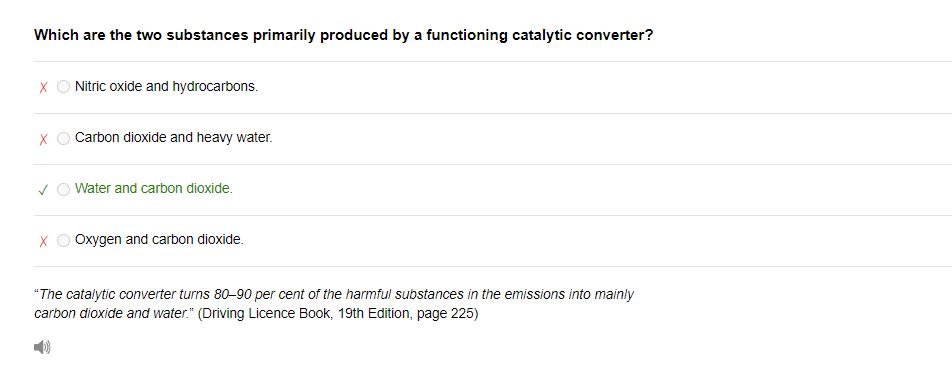 Which are the two substances primarily produced by a functioning catalytic converter?
X Nitric oxide and hydrocarbons.
X Carbon dioxide and heavy water.
✓ Water and carbon dioxide.
X Oxygen and carbon dioxide.
“The catalytic converter turns 80–90 per cent of the harmful substances in the emissions into mainly
carbon dioxide and water.” (Driving Licence Book, 19th Edition, page 225)